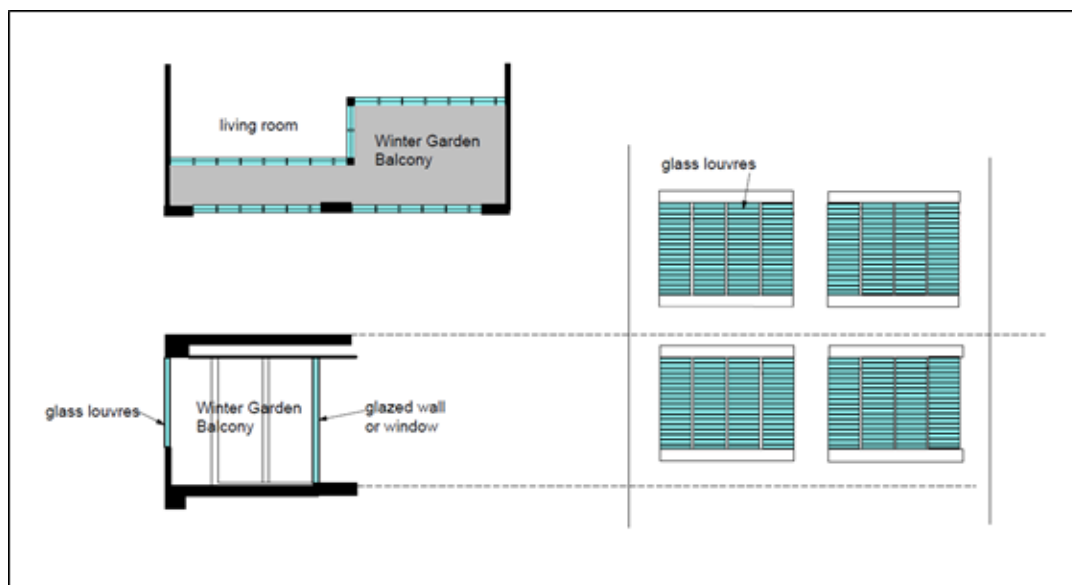 living room
Winter Garden
Balcony
glass louvres
glass louvres
Winter Garden
Balcony
glazed wall
or window